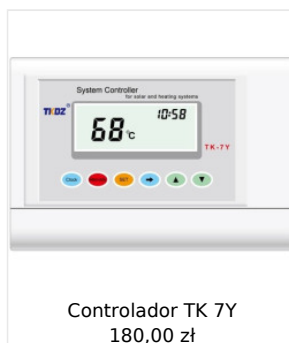 System Controller
for solar and heating systems
TKDZ®
10:58
68 °C
TK-7Y
Clock
SET
Controlador TK 7Y
180,00 zł